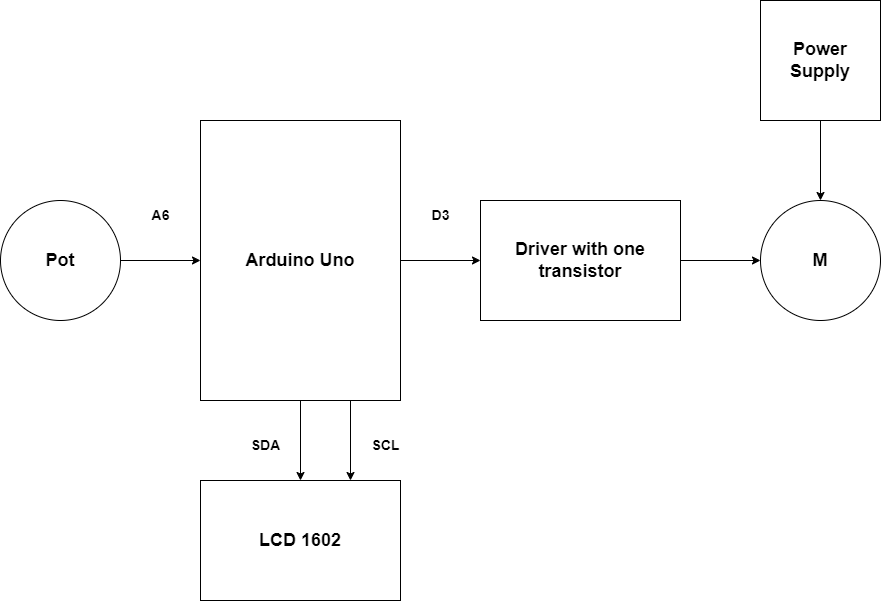 Power
Supply
A6
D3
Pot
Arduino Uno
Driver with one
transistor
M
SDA
SCL
LCD 1602